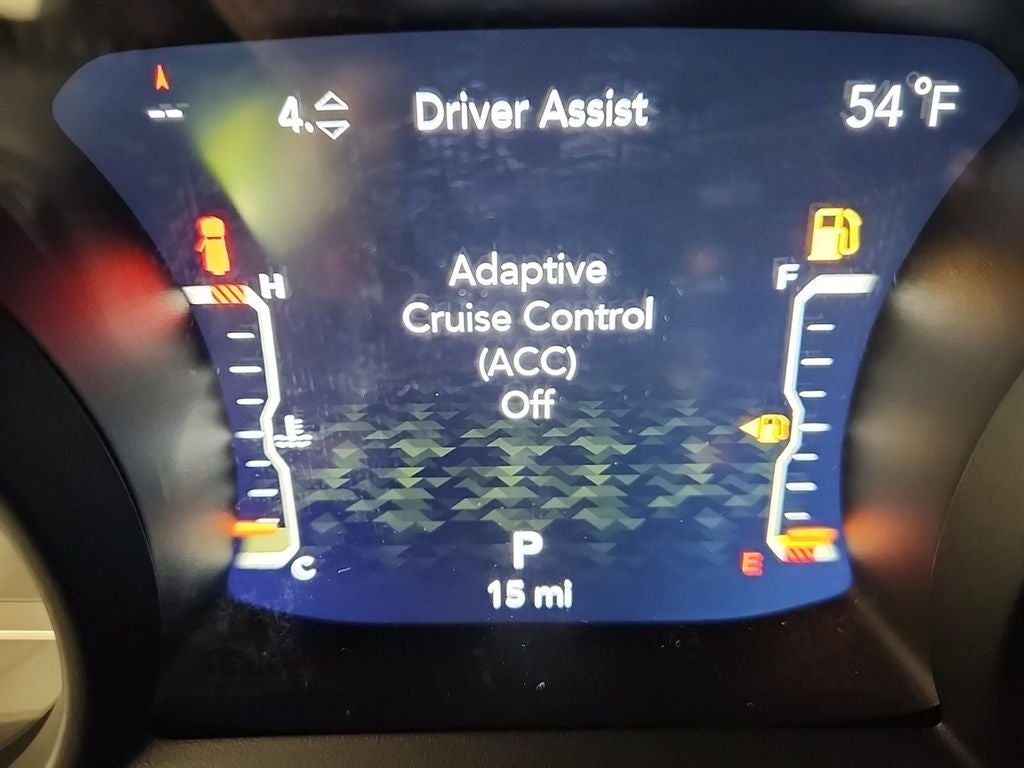 4. Driver Assist 54 °F
H
F
Adaptive
Cruise Control
(ACC)
Off
P
E
C
15 mi